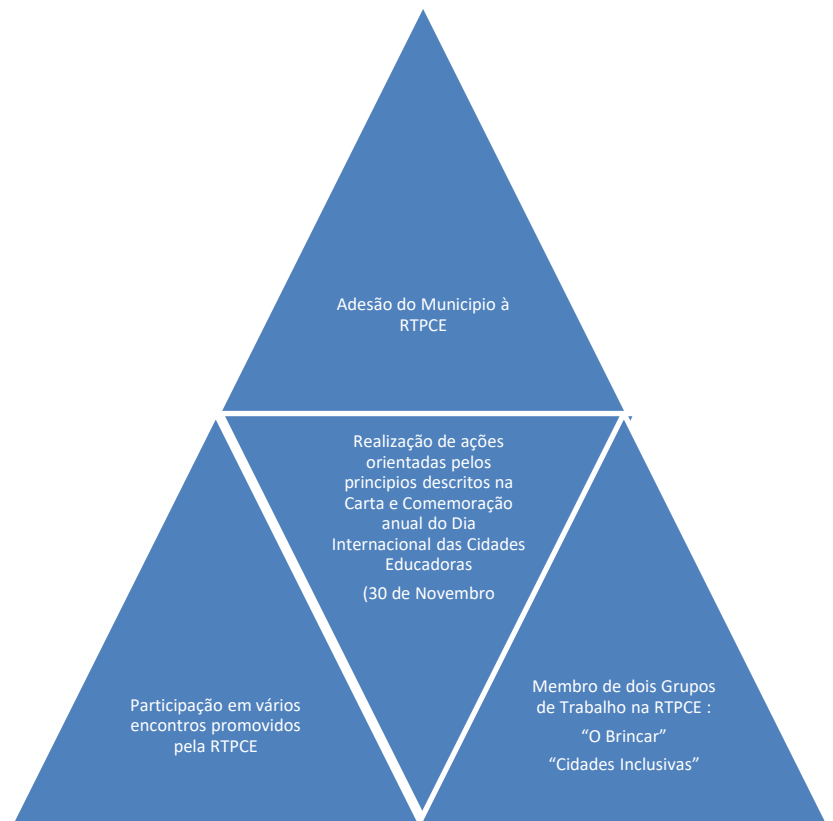 Adesão do Municipio à
RTPCE
Realização de ações
orientadas pelos
principios descritos na
Carta e Comemoração
anual do Dia
Internacional das Cidades
Educadoras
(30 de Novembro
Participação em vários
encontros promovidos
pela RTPCE
Membro de dois Grupos
de Trabalho na RTPCE :
“O Brincar”
“Cidades Inclusivas”